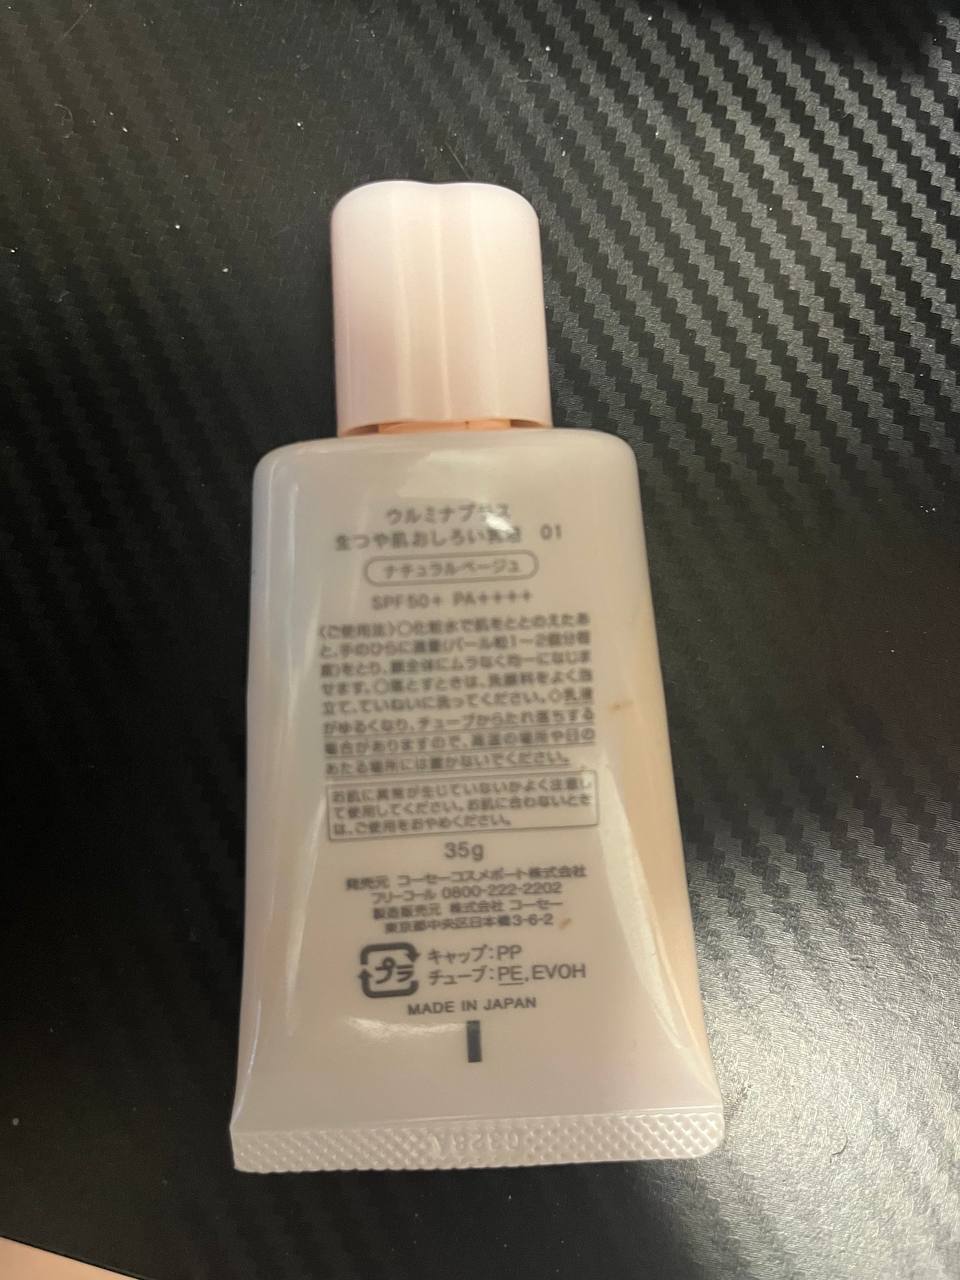 ウルミナプラス
生つや肌おしろい乳液 01
ナチュラルベージュ
SPF50+ PA++++
〈ご使用法〉○化粧水で肌をととのえたあ
と、手のひらに適量(パール粒1～2個分程
度)をとり、顔全体にムラなく均一になじま
せます。○落とすときは、洗顔料をよく泡
立て、ていねいに洗ってください。◇乳液
がゆるくなり、チューブからたれ落ちする
場合がありますので、高温の場所や日の
あたる場所には置かないでください。
お肌に異常が生じていないかよく注意し
て使用してください。お肌に合わないとき
は、ご使用をおやめください。
35g
発売元 コーセーコスメポート株式会社
フリーコール 0800-222-2202
製造販売元 株式会社 コーセー
東京都中央区日本橋3-6-2
プラ
キャップ:PP
チューブ:PE,EVOH
MADE IN JAPAN